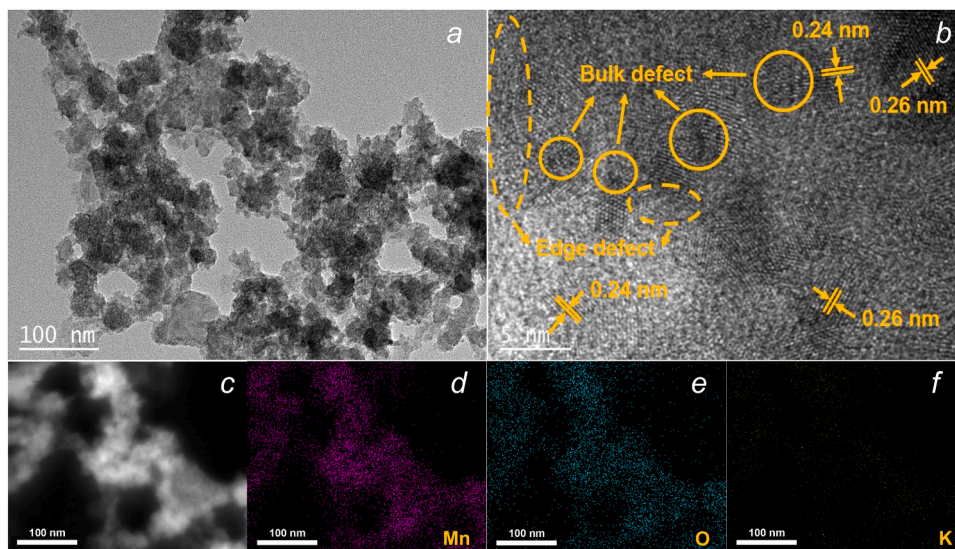 a
100 nm
b
0.24 nm
0.26 nm
Bulk defect
Edge defect
0.24 nm
0.26 nm
5 nm
c
100 nm
d
100 nm
Mn
e
100 nm
O
f
100 nm
K